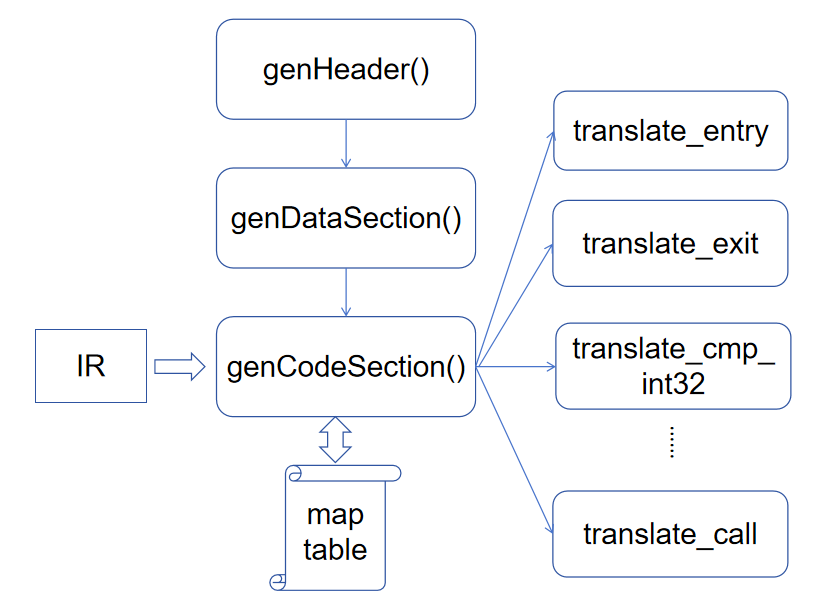 genHeader()
translate_entry
genDataSection()
translate_exit
IR
genCodeSection()
translate_cmp_
int32
map
table
translate_call